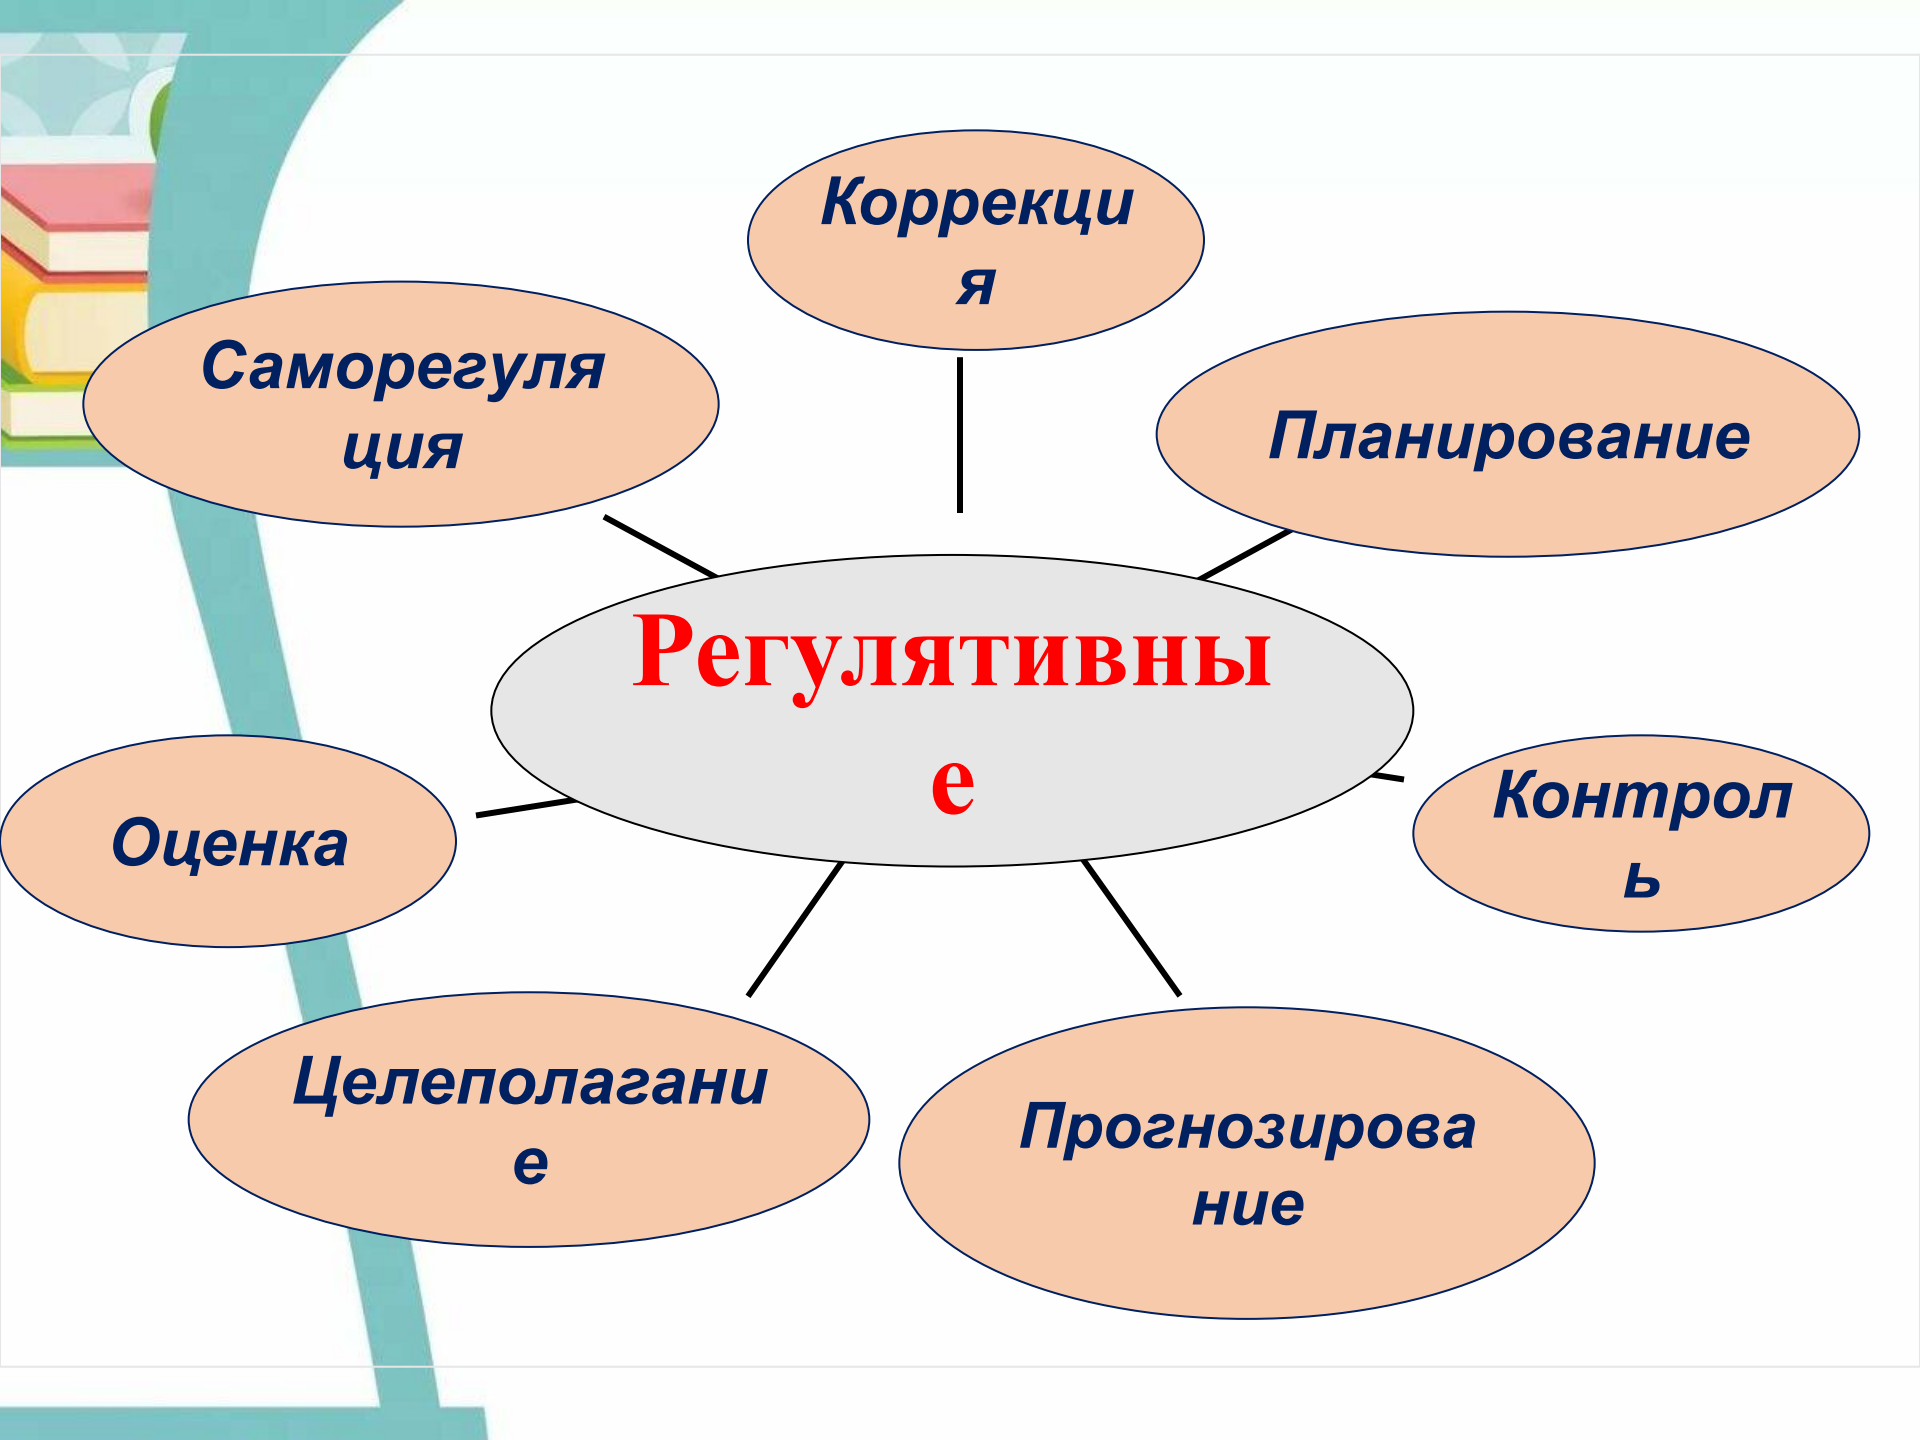 Коррекци
я
Саморегуля
ция
Планирование
Регулятивны
е
Оценка
Контрол
ь
Целеполагани
е
Прогнозирова
ние